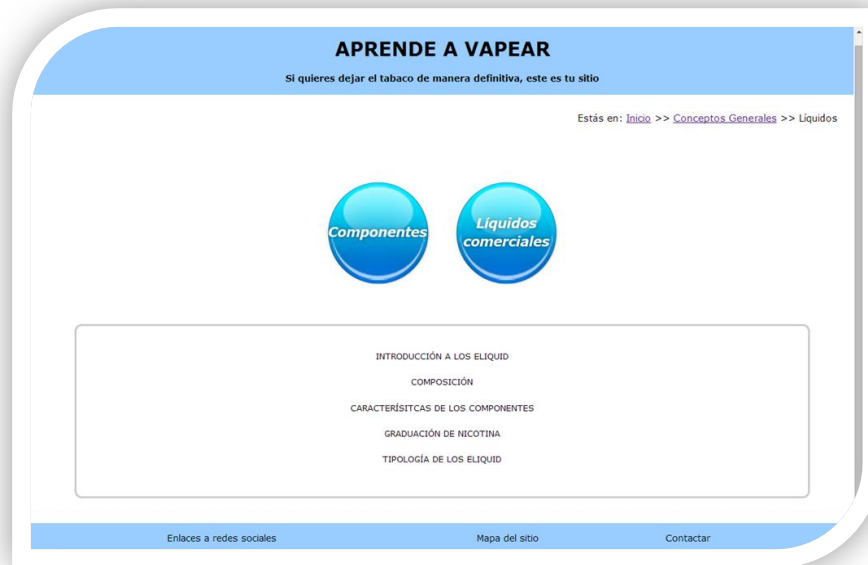 APRENDE A VAPEAR
Si quieres dejar el tabaco de manera definitiva, este es tu sitio
Estás en: Inicio >> Conceptos Generales >> Líquidos
Componentes
Líquidos
comerciales
INTRODUCCIÓN A LOS ELIQUID
COMPOSICIÓN
CARACTERÍSITCAS DE LOS COMPONENTES
GRADUACIÓN DE NICOTINA
TIPOLOGÍA DE LOS ELIQUID
Enlaces a redes sociales Mapa del sitio Contactar